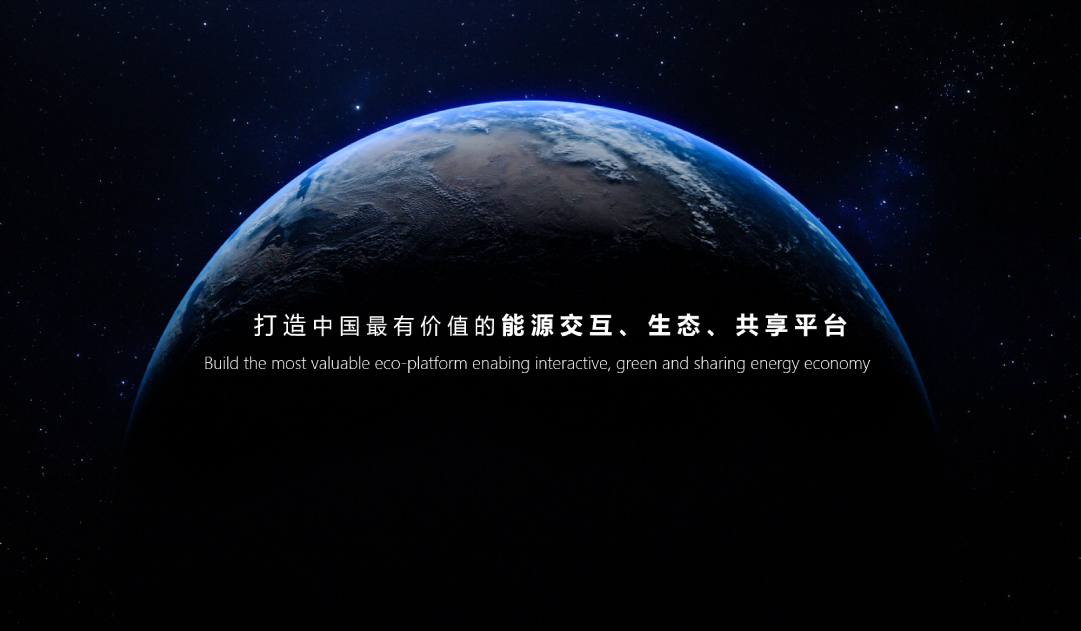 打造中国最有价值的能源交互、生态、共享平台
Build the most valuable eco-platform enabing interactive, green and sharing energy economy